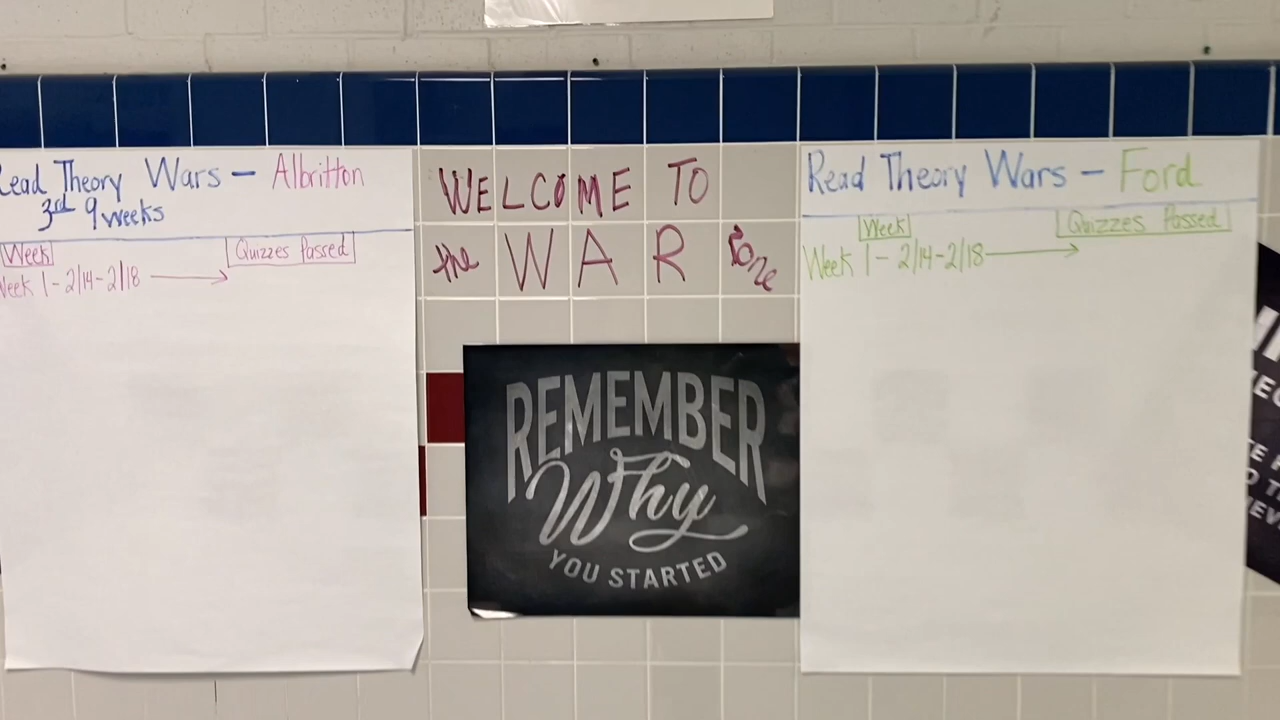 Read Theory Wars - Albritton
3rd 9 weeks
Week Quizzes Passed
Week 1 - 2/14-2/18
WELCOME TO
the WAR Zone
REMEMBER
Why
YOU STARTED
Read Theory Wars - Ford
Week Quizzes Passed
Week 1 - 2/14-2/18